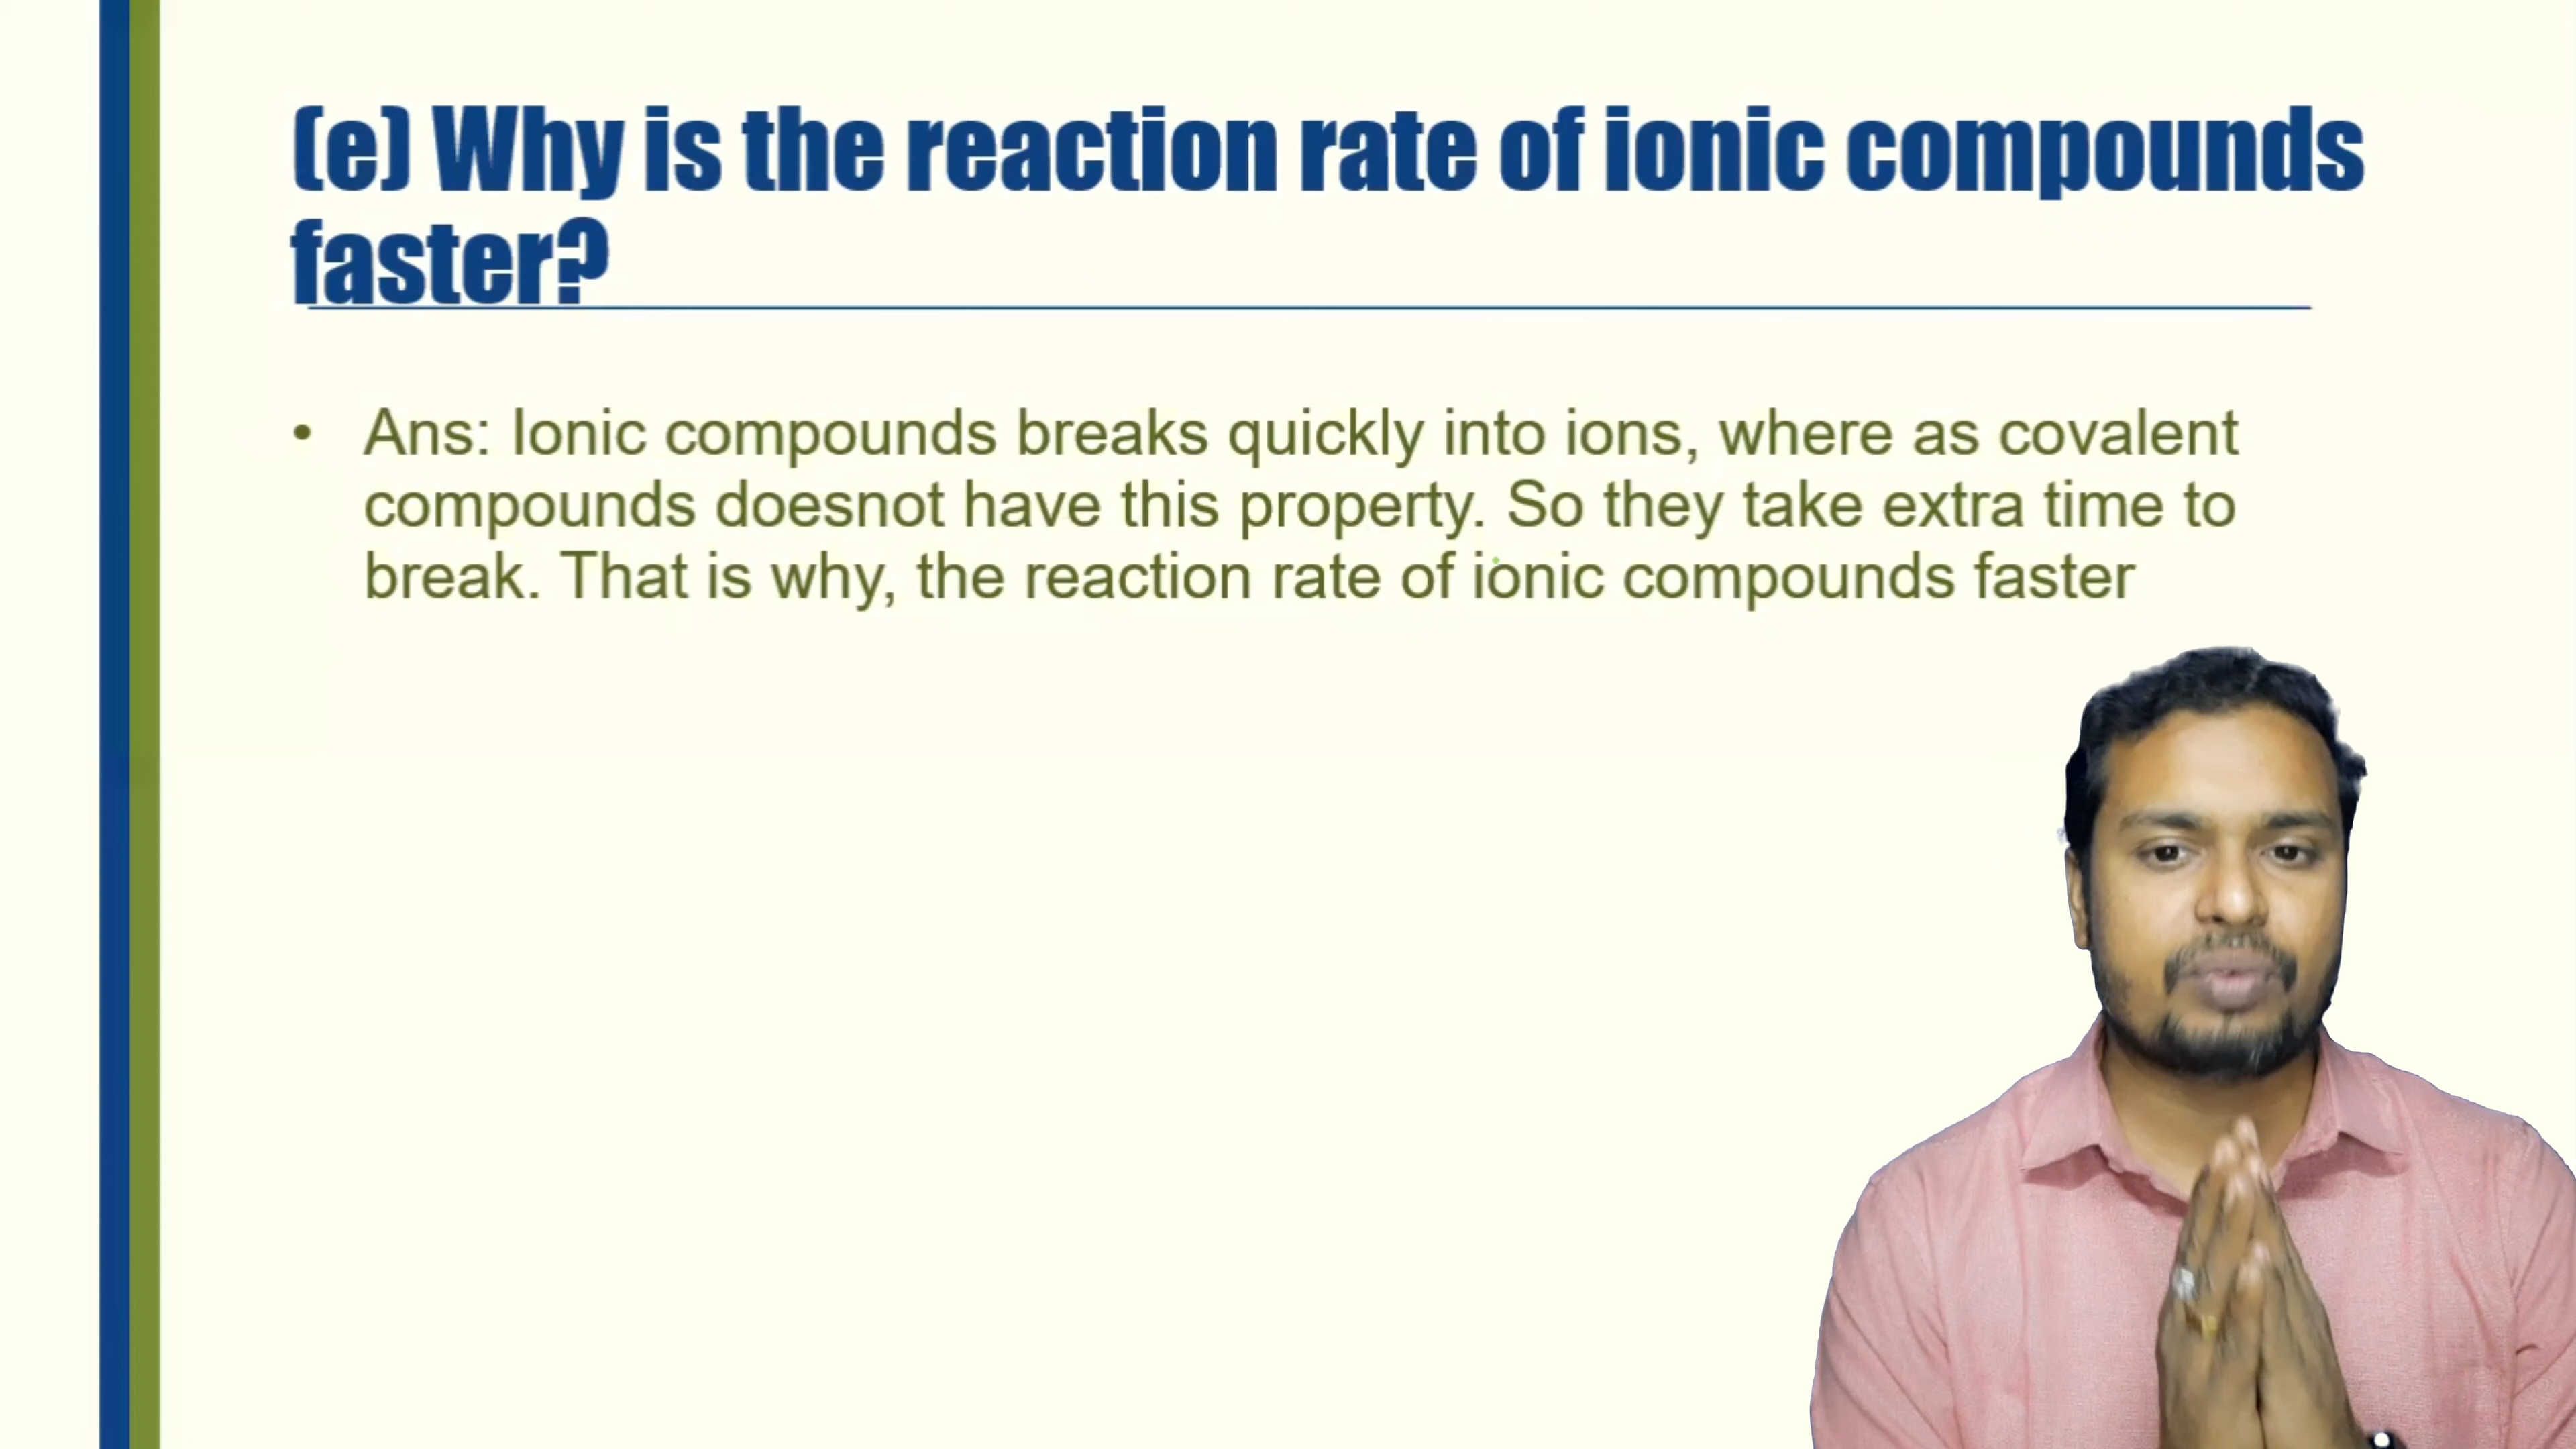 (e) Why is the reaction rate of ionic compounds
faster?
• Ans: Ionic compounds breaks quickly into ions, where as covalent
compounds doesnot have this property. So they take extra time to
break. That is why, the reaction rate of ionic compounds faster